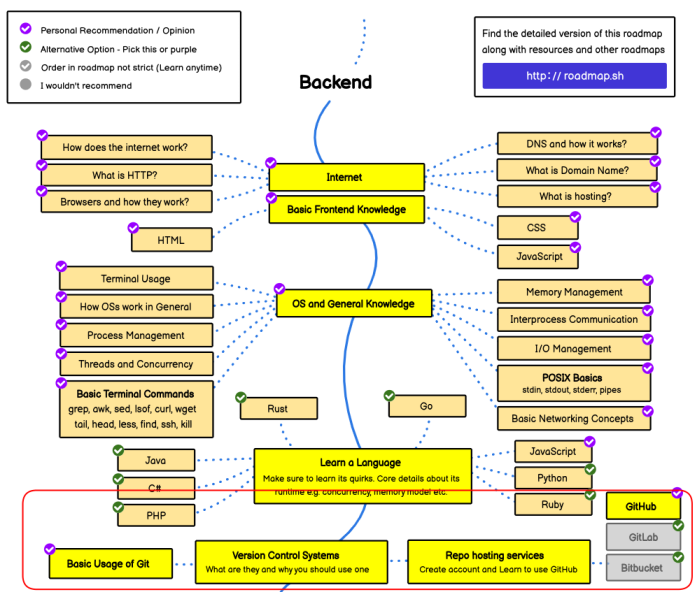 Personal Recommendation / Opinion
Alternative Option - Pick this or purple
Order in roadmap not strict (Learn anytime)
I wouldn't recommend
Find the detailed version of this roadmap
along with resources and other roadmaps
http://roadmap.sh
Backend
How does the internet work?
What is HTTP?
Browsers and how they work?
Internet
DNS and how it works?
What is Domain Name?
What is hosting?
Basic Frontend Knowledge
HTML
CSS
JavaScript
Terminal Usage
How OSs work in General
Process Management
Threads and Concurrency
Basic Terminal Commands
grep, awk, sed, lsof, curl, wget
tail, head, less, find, ssh, kill
OS and General Knowledge
Memory Management
Interprocess Communication
I/O Management
POSIX Basics
stdin, stdout, stderr, pipes
Basic Networking Concepts
Rust
Go
Java
C#
PHP
Learn a Language
Make sure to learn its quirks. Core details about its
runtime e.g. concurrency, memory model etc.
JavaScript
Python
Ruby
GitHub
GitLab
Bitbucket
Basic Usage of Git
Version Control Systems
What are they and why you should use one
Repo hosting services
Create account and Learn to use GitHub